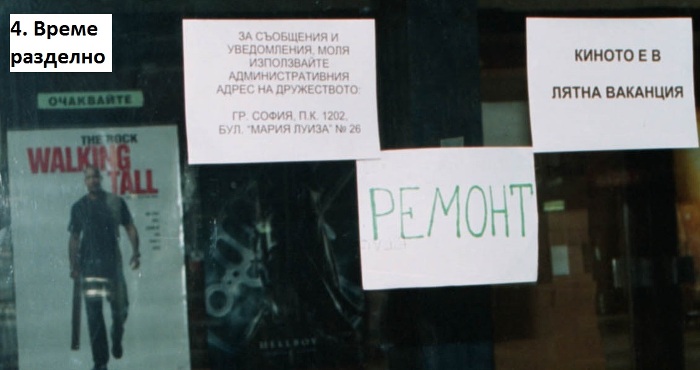 4. Време
разделно
ОЧАКВАЙТЕ
THE ROCK
WALKING
TALL
ЗА СЪОБЩЕНИЯ И
УВЕДОМЛЕНИЯ, МОЛЯ
ИЗПОЛЗВАЙТЕ
АДМИНИСТРАТИВНИЯ
АДРЕС НА ДРУЖЕСТВОТО:
ГР. СОФИЯ, П.К. 1202,
БУЛ. "МАРИЯ ЛУИЗА" № 26
HELLBOY
РЕМОНТ
КИНОТО Е В
ЛЯТНА ВАКАНЦИЯ